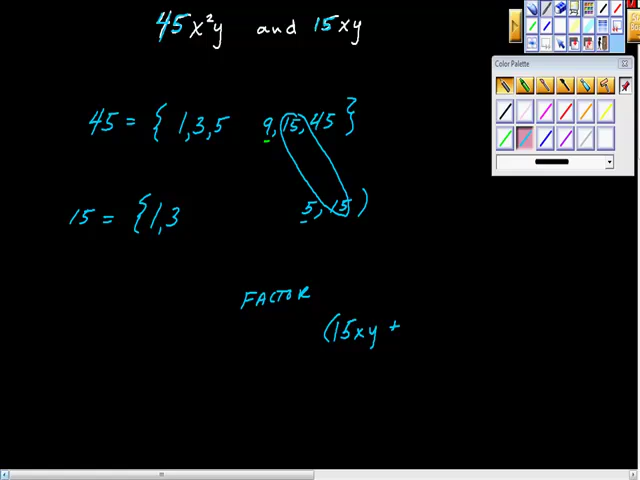 45x²y and 15xy
Color Palette
45 = { 1, 3, 5 9, 15, 45 }
15 = { 1, 3 5, 15 )
FACTOR
(15xy +